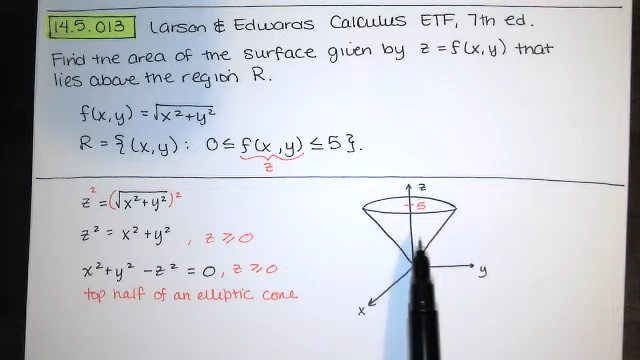 14.5.013 Larson & Edwards Calculus ETF, 7th ed.
Find the area of the surface given by z = f(x,y) that
lies above the region R.
f(x,y) = √x²+y²
R = {(x,y): 0 ≤ f(x,y) ≤ 5}.
z
z² = (√x²+y²)²
z² = x²+y² , z ≥ 0
x²+y² - z² = 0, z ≥ 0
top half of an elliptic cone
z
5
y
x